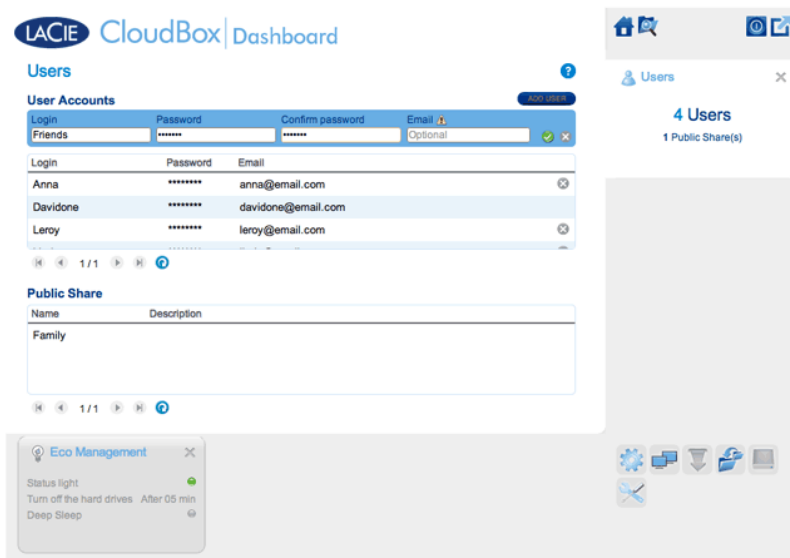 LACIE CloudBox Dashboard
Users
?
User Accounts
ADD USER
Login Password Confirm password Email
Friends ••••••• ••••••• Optional
Login Password Email
Anna ******** anna@email.com
Davidone ******** davidone@email.com
Leroy ******** leroy@email.com
1 / 1
Public Share
Name Description
Family
1 / 1
Eco Management
Status light
Turn off the hard drives After 05 min
Deep Sleep
Users
4 Users
1 Public Share(s)